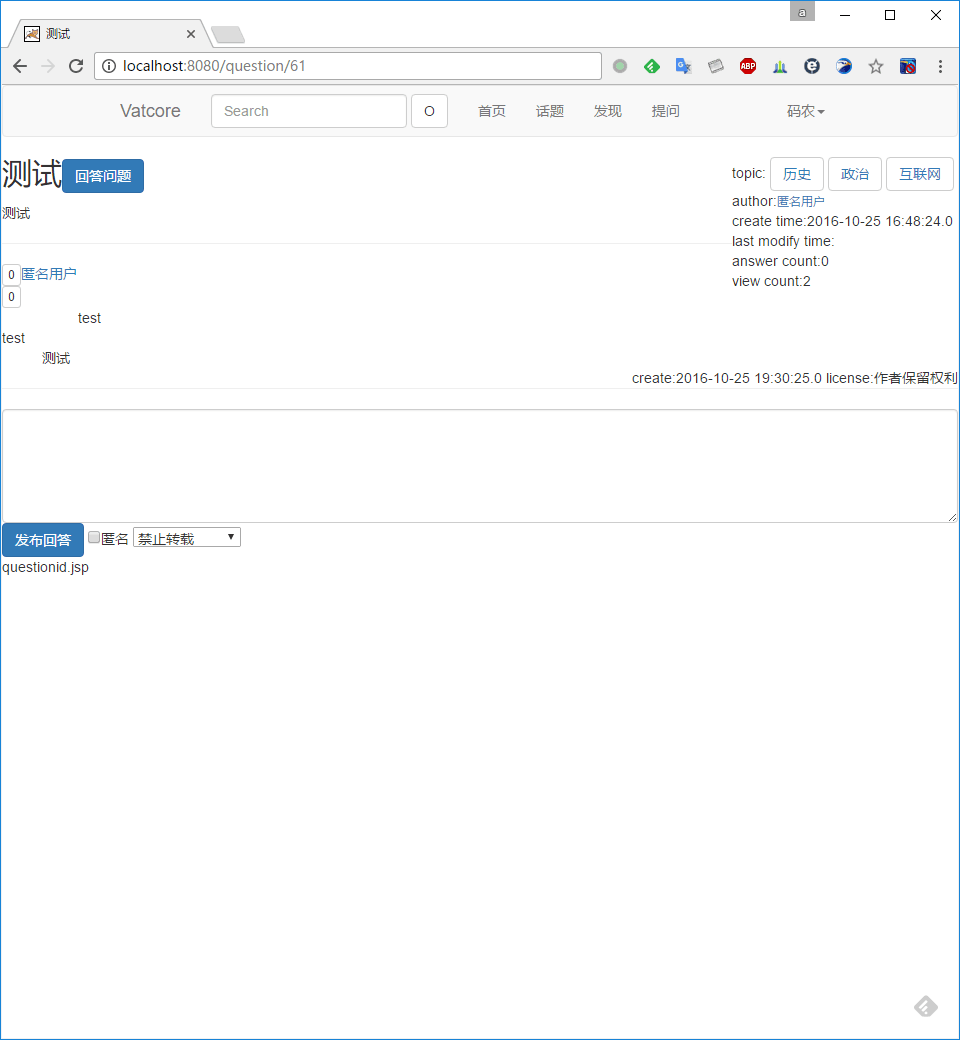 a
测试
localhost:8080/question/61
ABP
Vatcore Search O 首页 话题 发现 提问 码农
测试 回答问题
测试
topic: 历史 政治 互联网
author:匿名用户
create time:2016-10-25 16:48:24.0
last modify time:
answer count:0
view count:2
0 匿名用户
0
test
test
测试
create:2016-10-25 19:30:25.0 license:作者保留权利
发布回答 匿名 禁止转载
questionid.jsp